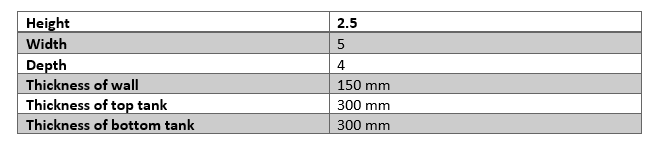 Height 2.5
Width 5
Depth 4
Thickness of wall 150 mm
Thickness of top tank 300 mm
Thickness of bottom tank 300 mm